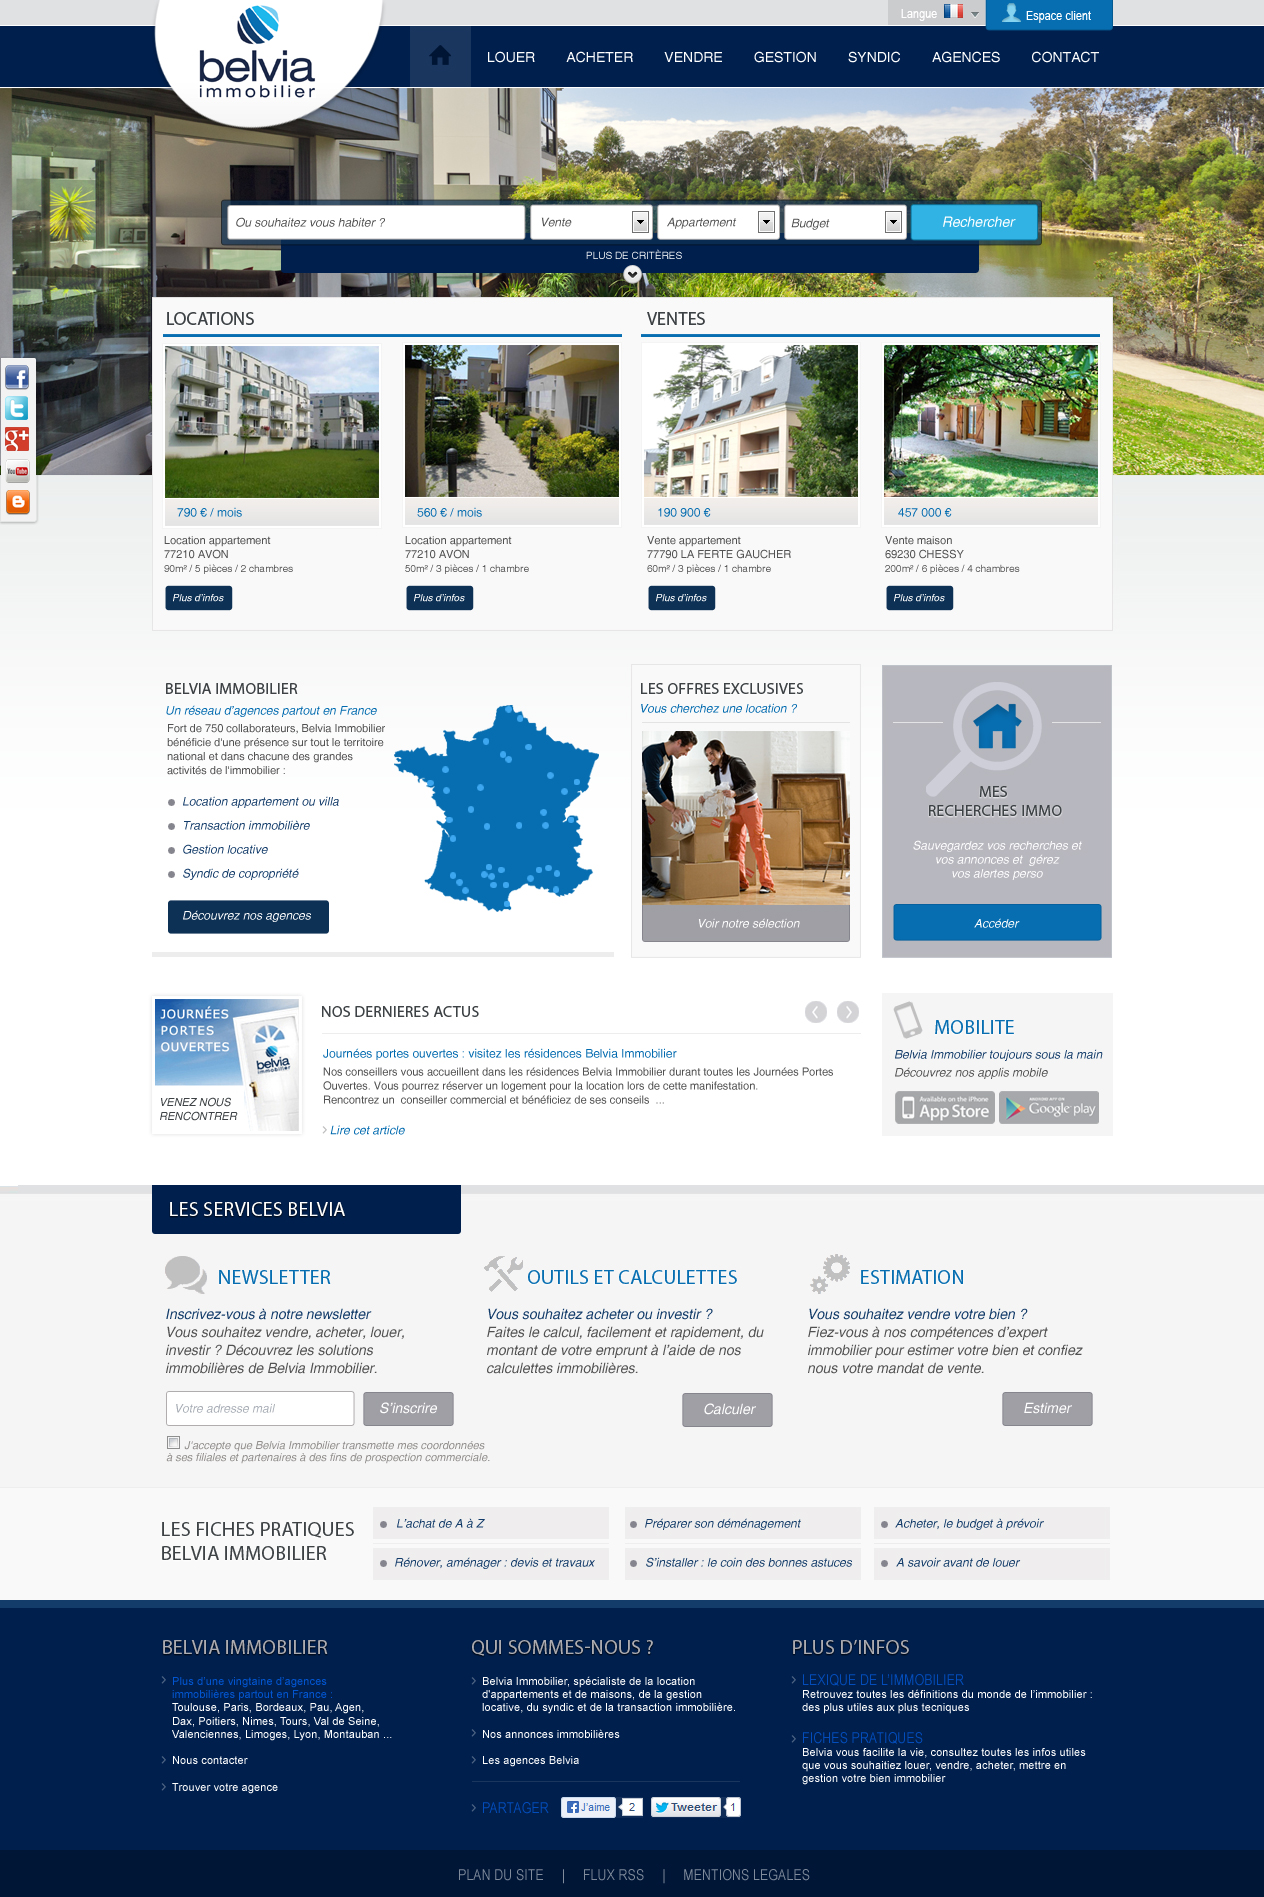 Langue
Espace client
belvia
immobilier
LOUER
ACHETER
VENDRE
GESTION
SYNDIC
AGENCES
CONTACT
Ou souhaitez vous habiter ?
Vente
Appartement
Budget
Rechercher
PLUS DE CRITÈRES
LOCATIONS
VENTES
790 € / mois
560 € / mois
190 900 €
457 000 €
Location appartement
77210 AVON
90m² / 5 pièces / 2 chambres
Plus d'infos
Location appartement
77210 AVON
50m² / 3 pièces / 1 chambre
Plus d'infos
Vente appartement
77790 LA FERTE GAUCHER
60m² / 3 pièces / 1 chambre
Plus d'infos
Vente maison
69230 CHESSY
200m² / 6 pièces / 4 chambres
Plus d'infos
You Tube
BELVIA IMMOBILIER
Un réseau d'agences partout en France
Fort de 750 collaborateurs, Belvia Immobilier
bénéficie d'une présence sur tout le territoire
national et dans chacune des grandes
activités de l'immobilier :
Location appartement ou villa
Transaction immobilière
Gestion locative
Syndic de copropriété
Découvrez nos agences
LES OFFRES EXCLUSIVES
Vous cherchez une location ?
Voir notre sélection
MES
RECHERCHES IMMO
Sauvegardez vos recherches et
vos annonces et gérez
vos alertes perso
Accéder
JOURNÉES
PORTES
OUVERTES
belvia
immobilier
VENEZ NOUS
RENCONTRER
NOS DERNIERES ACTUS
Journées portes ouvertes : visitez les résidences Belvia Immobilier
Nos conseillers vous accueillent dans les résidences Belvia Immobilier durant toutes les Journées Portes
Ouvertes. Vous pourrez réserver un logement pour la location lors de cette manifestation.
Rencontrez un conseiller commercial et bénéficiez de ses conseils ...
Lire cet article
MOBILITE
Belvia Immobilier toujours sous la main
Découvrez nos applis mobile
Available on the iPhone
App Store
Google play
LES SERVICES BELVIA
NEWSLETTER
Inscrivez-vous à notre newsletter
Vous souhaitez vendre, acheter, louer,
investir ? Découvrez les solutions
immobilières de Belvia Immobilier.
Votre adresse mail
S'inscrire
J'accepte que Belvia Immobilier transmette mes coordonnées
à ses filiales et partenaires à des fins de prospection commerciale.
OUTILS ET CALCULETTES
Vous souhaitez acheter ou investir ?
Faites le calcul, facilement et rapidement, du
montant de votre emprunt à l'aide de nos
calculettes immobilières.
Calculer
ESTIMATION
Vous souhaitez vendre votre bien ?
Fiez-vous à nos compétences d'expert
immobilier pour estimer votre bien et confiez
nous votre mandat de vente.
Estimer
LES FICHES PRATIQUES
BELVIA IMMOBILIER
L'achat de A à Z
Préparer son déménagement
Acheter, le budget à prévoir
Rénover, aménager : devis et travaux
S'installer : le coin des bonnes astuces
A savoir avant de louer
BELVIA IMMOBILIER
Plus d'une vingtaine d'agences
immobilières partout en France :
Toulouse, Paris, Bordeaux, Pau, Agen,
Dax, Poitiers, Nimes, Tours, Val de Seine,
Valenciennes, Limoges, Lyon, Montauban ...
Nous contacter
Trouver votre agence
QUI SOMMES-NOUS ?
Belvia Immobilier, spécialiste de la location
d'appartements et de maisons, de la gestion
locative, du syndic et de la transaction immobilière.
Nos annonces immobilières
Les agences Belvia
PARTAGER
J'aime
2
Tweeter
1
PLUS D'INFOS
LEXIQUE DE L'IMMOBILIER
Retrouvez toutes les définitions du monde de l'immobilier :
des plus utiles aux plus tecniques
FICHES PRATIQUES
Belvia vous facilite la vie, consultez toutes les infos utiles
que vous souhaitiez louer, vendre, acheter, mettre en
gestion votre bien immobilier
PLAN DU SITE | FLUX RSS | MENTIONS LEGALES